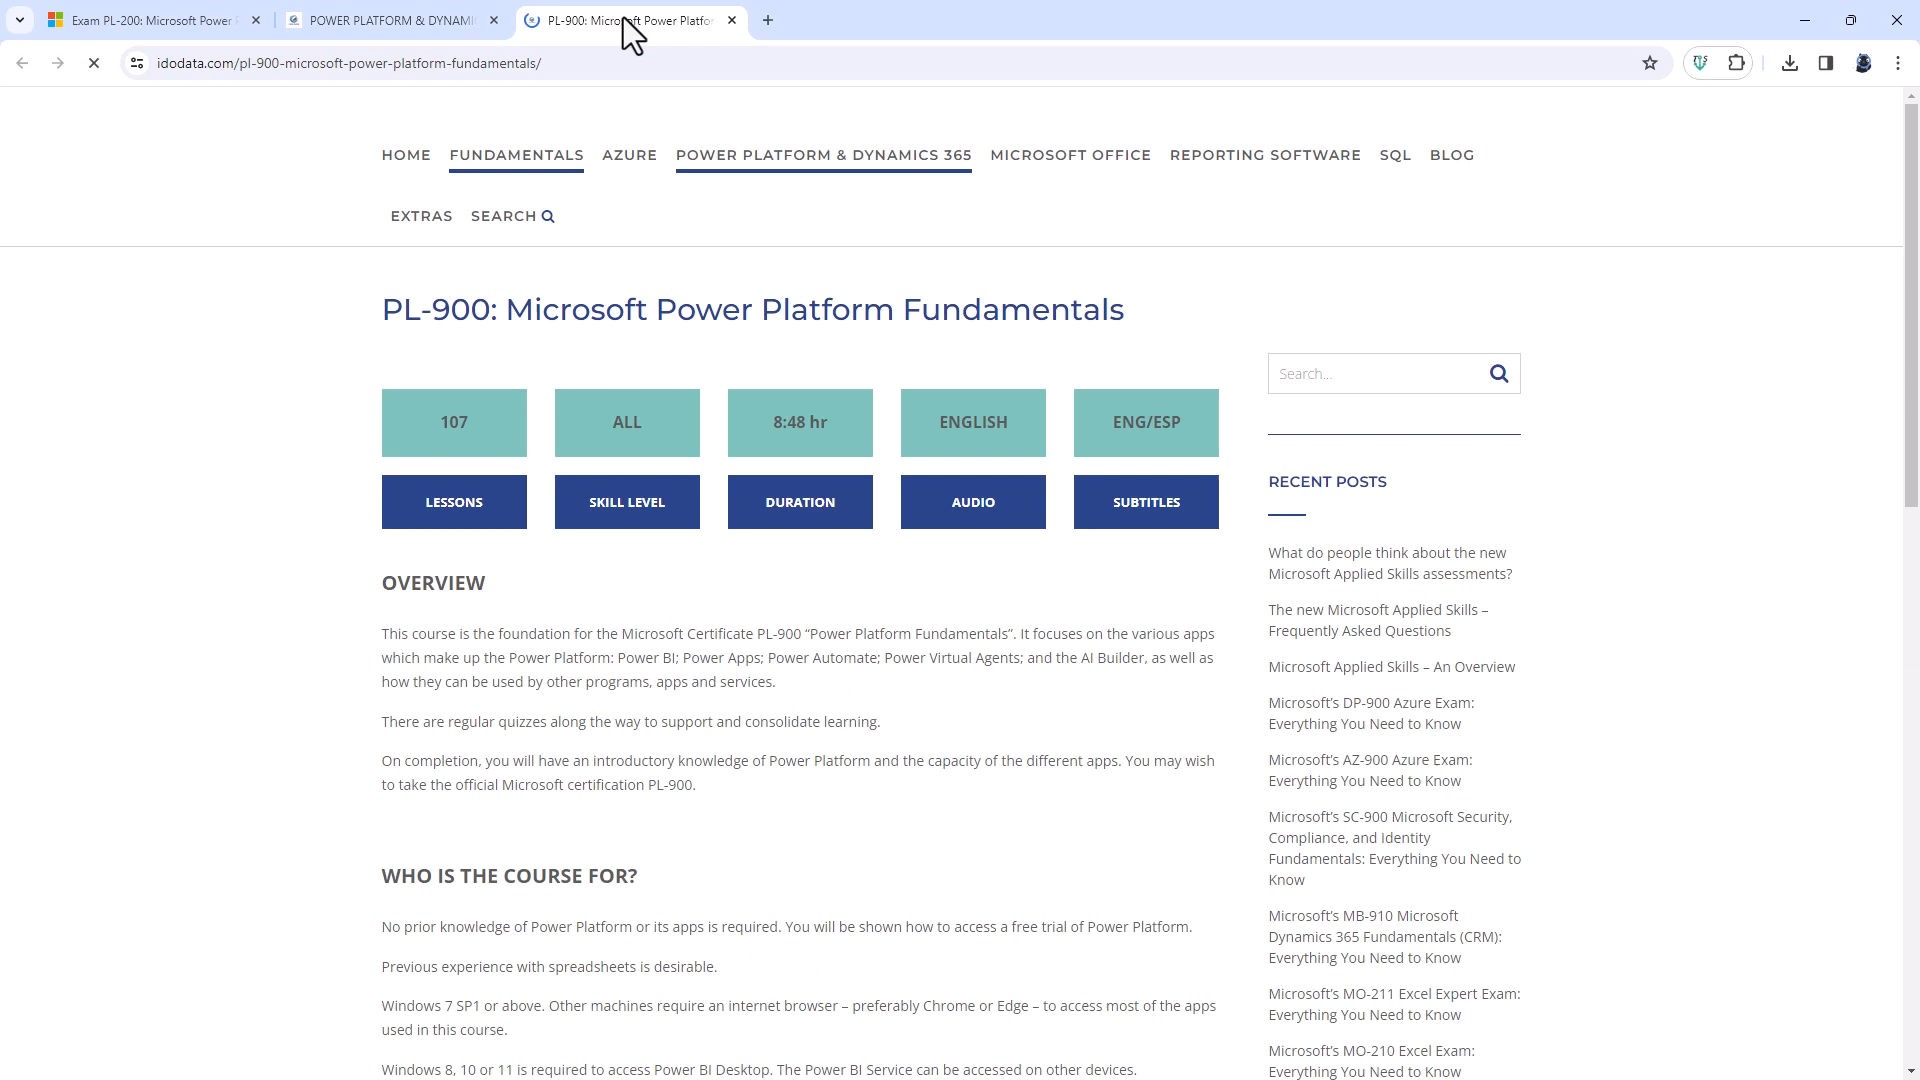 Exam PL-200: Microsoft Power
POWER PLATFORM & DYNAMI
PL-900: Microsoft Power Platfor
idodata.com/pl-900-microsoft-power-platform-fundamentals/
HOME FUNDAMENTALS AZURE POWER PLATFORM & DYNAMICS 365 MICROSOFT OFFICE REPORTING SOFTWARE SQL BLOG
EXTRAS SEARCH
PL-900: Microsoft Power Platform Fundamentals
107 ALL 8:48 hr ENGLISH ENG/ESP
LESSONS SKILL LEVEL DURATION AUDIO SUBTITLES
OVERVIEW
This course is the foundation for the Microsoft Certificate PL-900 “Power Platform Fundamentals”. It focuses on the various apps
which make up the Power Platform: Power BI; Power Apps; Power Automate; Power Virtual Agents; and the AI Builder, as well as
how they can be used by other programs, apps and services.
There are regular quizzes along the way to support and consolidate learning.
On completion, you will have an introductory knowledge of Power Platform and the capacity of the different apps. You may wish
to take the official Microsoft certification PL-900.
WHO IS THE COURSE FOR?
No prior knowledge of Power Platform or its apps is required. You will be shown how to access a free trial of Power Platform.
Previous experience with spreadsheets is desirable.
Windows 7 SP1 or above. Other machines require an internet browser – preferably Chrome or Edge – to access most of the apps
used in this course.
Windows 8, 10 or 11 is required to access Power BI Desktop. The Power BI Service can be accessed on other devices.
Search...
RECENT POSTS
What do people think about the new
Microsoft Applied Skills assessments?
The new Microsoft Applied Skills –
Frequently Asked Questions
Microsoft Applied Skills – An Overview
Microsoft’s DP-900 Azure Exam:
Everything You Need to Know
Microsoft’s AZ-900 Azure Exam:
Everything You Need to Know
Microsoft’s SC-900 Microsoft Security,
Compliance, and Identity
Fundamentals: Everything You Need to
Know
Microsoft’s MB-910 Microsoft
Dynamics 365 Fundamentals (CRM):
Everything You Need to Know
Microsoft’s MO-211 Excel Expert Exam:
Everything You Need to Know
Microsoft’s MO-210 Excel Exam:
Everything You Need to Know